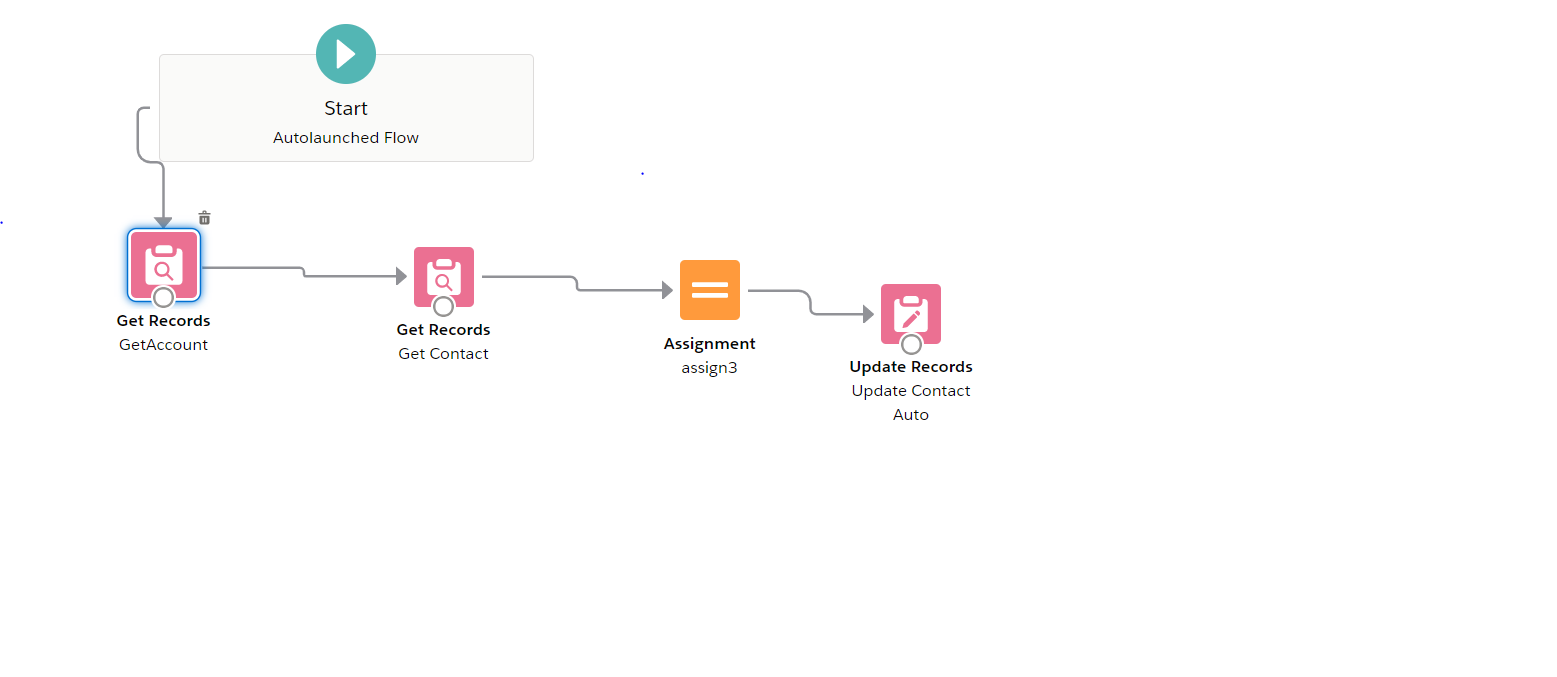 Start
Autolaunched Flow
Get Records
GetAccount
Get Records
Get Contact
Assignment
assign3
Update Records
Update Contact
Auto